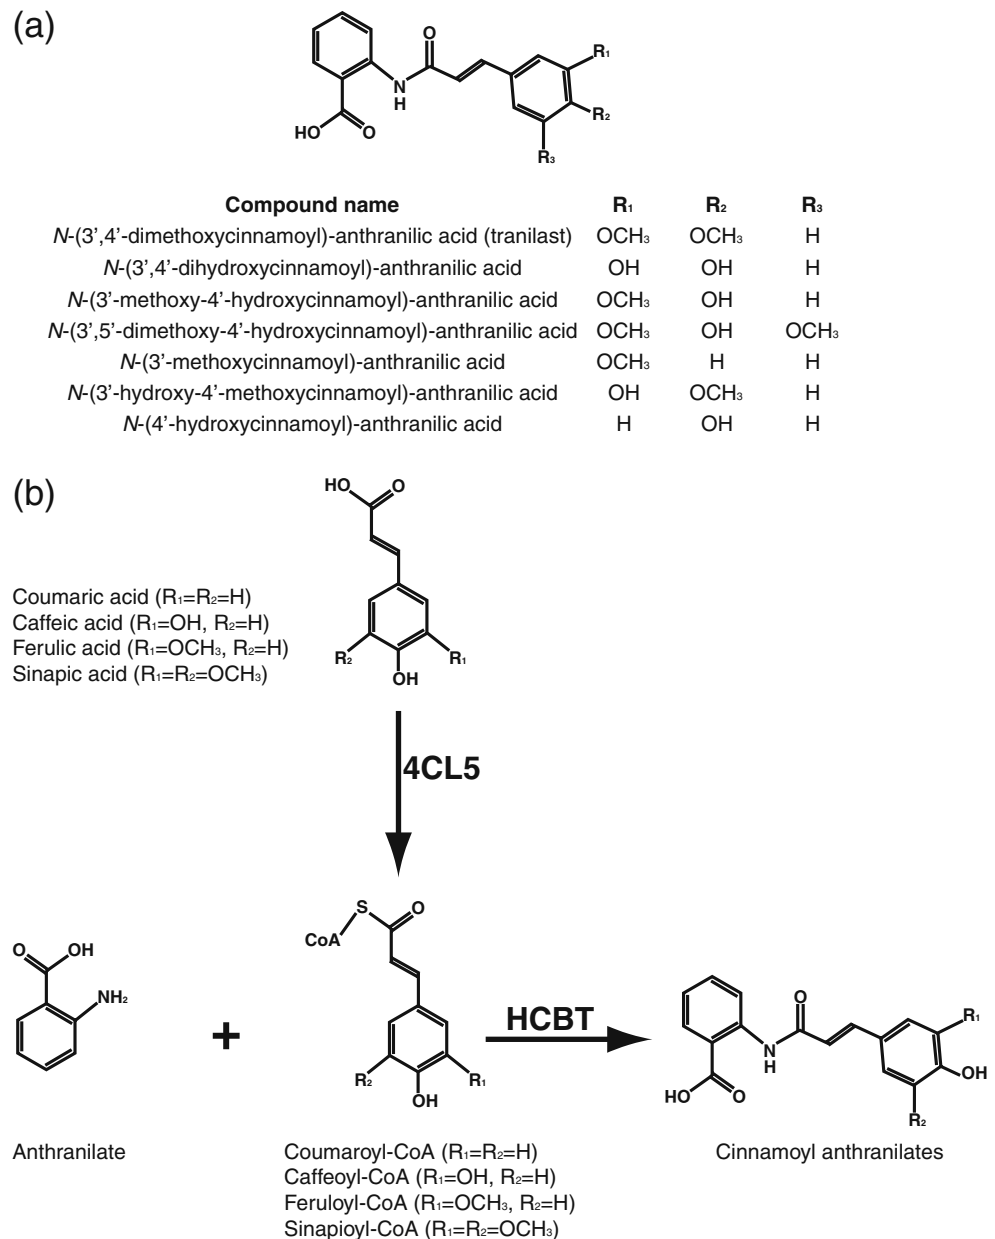 (a)
O
N
H
HO
O
R₁
R₂
R₃
Compound name R₁ R₂ R₃
N-(3',4'-dimethoxycinnamoyl)-anthranilic acid (tranilast) OCH₃ OCH₃ H
N-(3',4'-dihydroxycinnamoyl)-anthranilic acid OH OH H
N-(3'-methoxy-4'-hydroxycinnamoyl)-anthranilic acid OCH₃ OH H
N-(3',5'-dimethoxy-4'-hydroxycinnamoyl)-anthranilic acid OCH₃ OH OCH₃
N-(3'-methoxycinnamoyl)-anthranilic acid OCH₃ H H
N-(3'-hydroxy-4'-methoxycinnamoyl)-anthranilic acid OH OCH₃ H
N-(4'-hydroxycinnamoyl)-anthranilic acid H OH H
(b)
HO O
Coumaric acid (R₁=R₂=H)
Caffeic acid (R₁=OH, R₂=H)
Ferulic acid (R₁=OCH₃, R₂=H)
Sinapic acid (R₁=R₂=OCH₃)
R₂ R₁
OH
4CL5
O OH
NH₂
+
S O
CoA
R₂ R₁
OH
HCBT
O
N
H
HO O
R₁
OH
R₂
Anthranilate
Coumaroyl-CoA (R₁=R₂=H)
Caffeoyl-CoA (R₁=OH, R₂=H)
Feruloyl-CoA (R₁=OCH₃, R₂=H)
Sinapioyl-CoA (R₁=R₂=OCH₃)
Cinnamoyl anthranilates